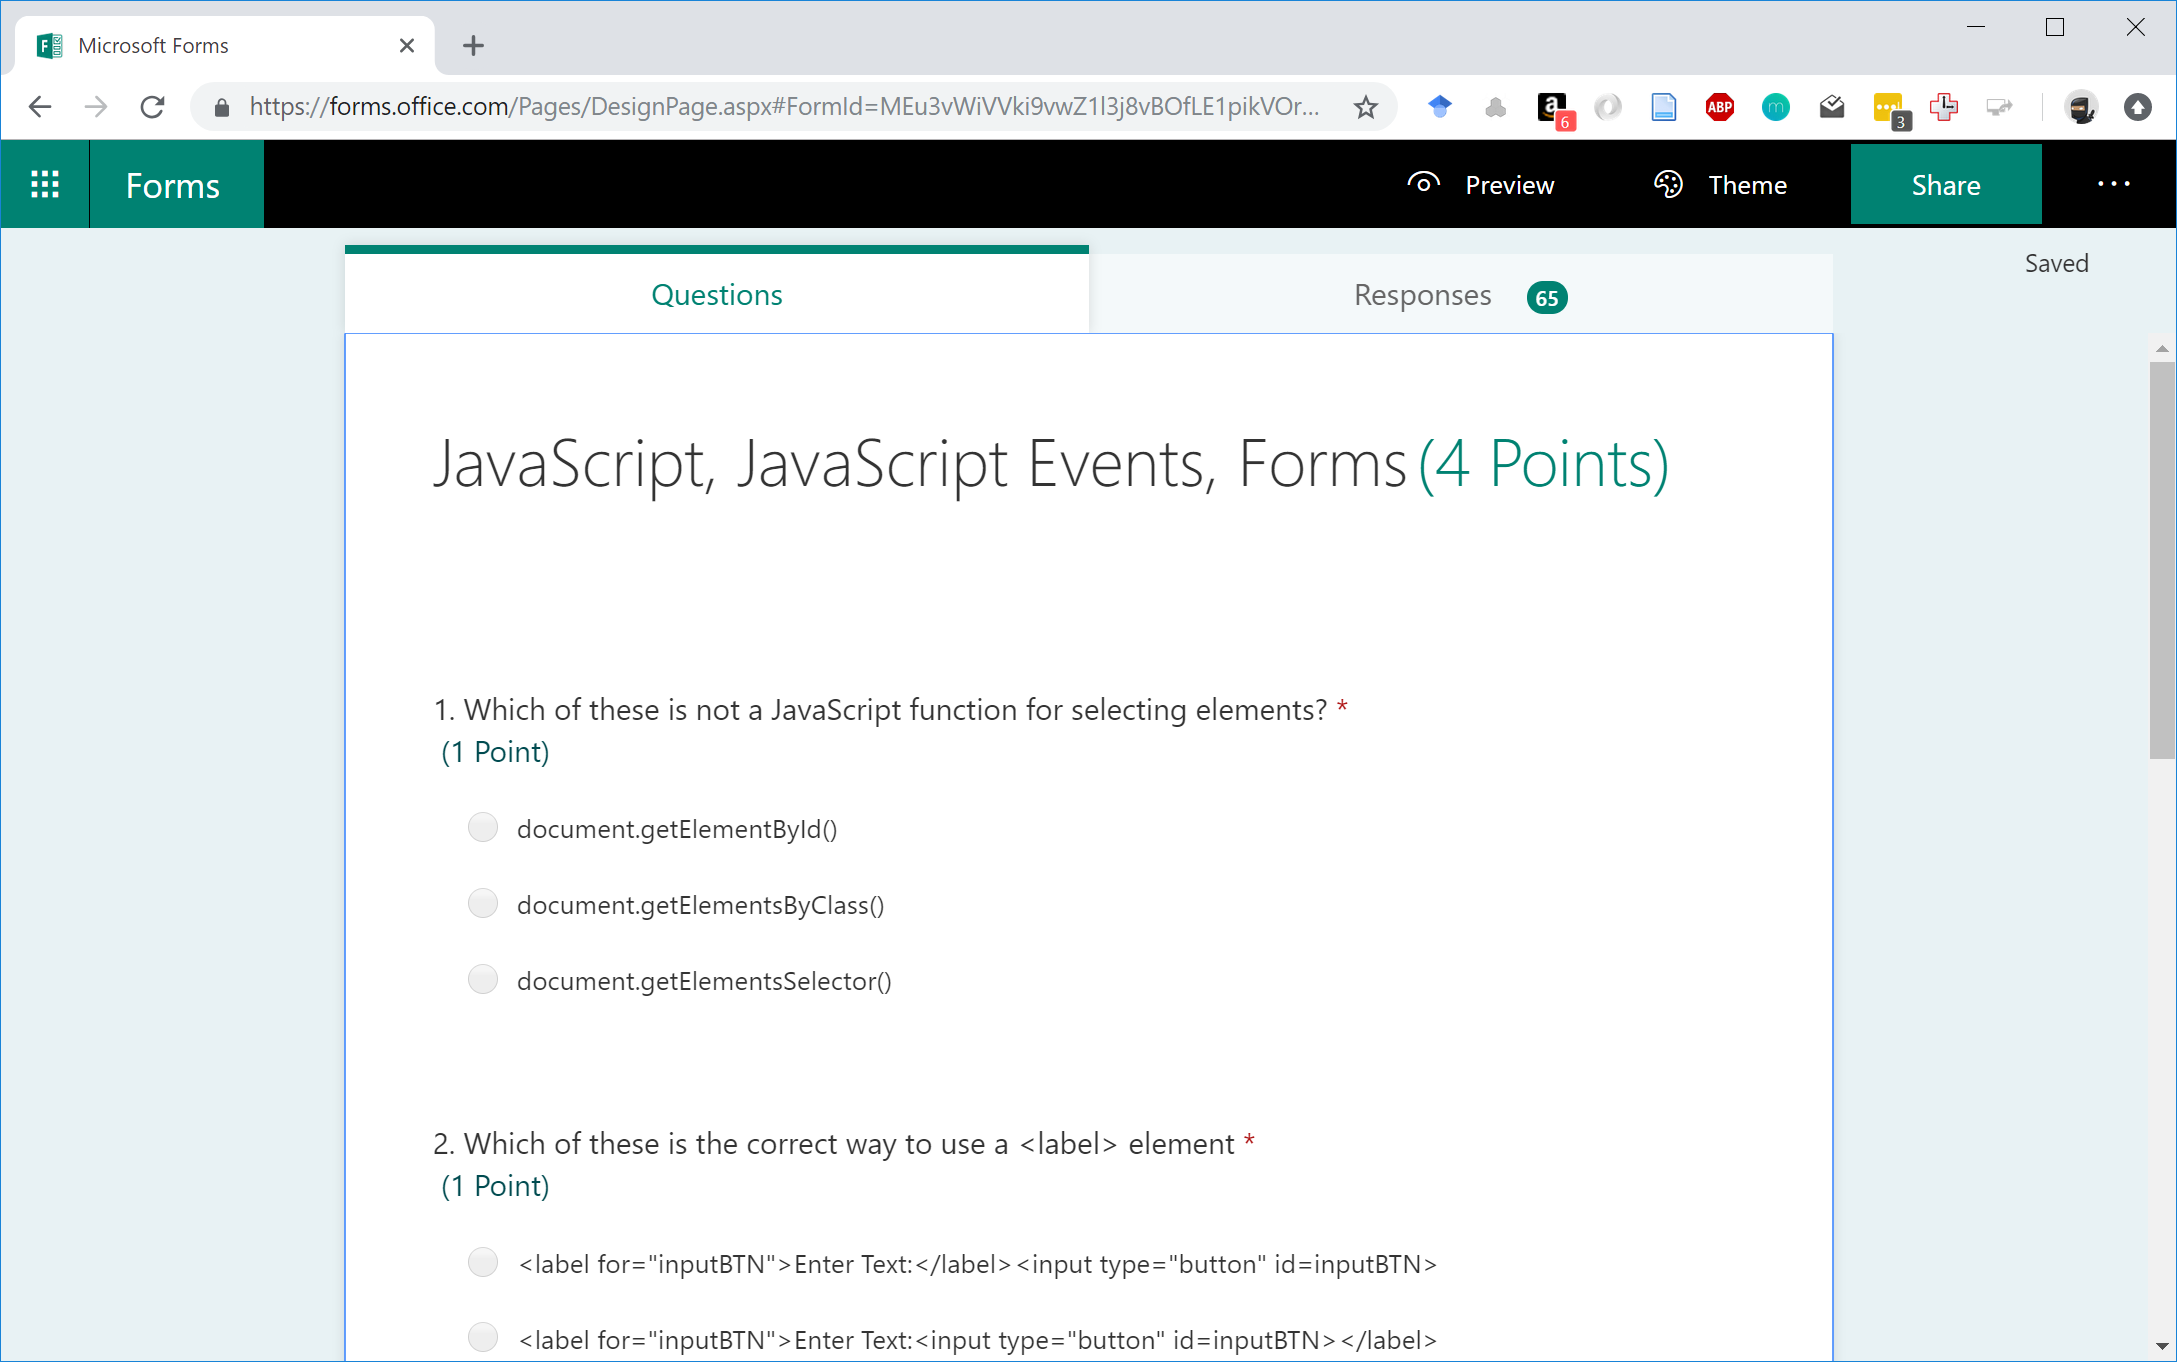 Microsoft Forms
https://forms.office.com/Pages/DesignPage.aspx#FormId=MEu3vWiVVki9vwZ1l3j8vBOfLE1pikVOr...
a
6
ABP
m
3
Forms
Preview
Theme
Share
Saved
Questions
Responses 65
JavaScript, JavaScript Events, Forms (4 Points)
1. Which of these is not a JavaScript function for selecting elements? *
(1 Point)
document.getElementById()
document.getElementsByClass()
document.getElementsSelector()
2. Which of these is the correct way to use a <label> element *
(1 Point)
<label for="inputBTN">Enter Text:</label><input type="button" id=inputBTN>
<label for="inputBTN">Enter Text:<input type="button" id=inputBTN></label>